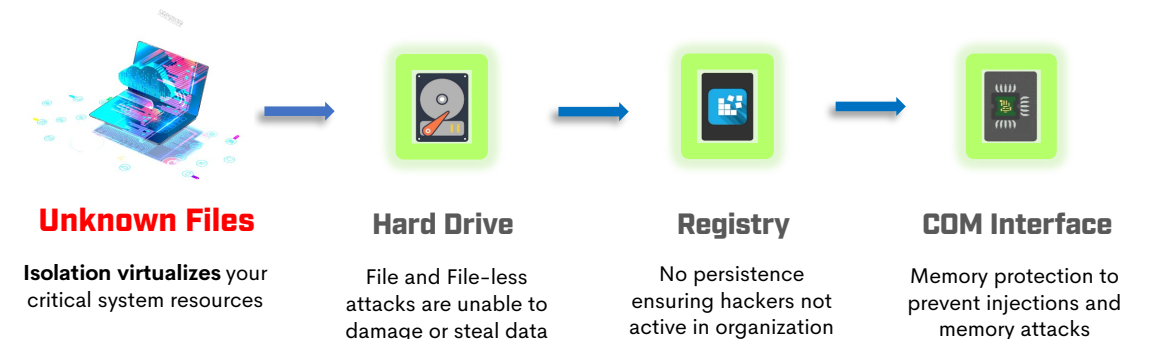 Unknown Files
Isolation virtualizes your
critical system resources
Hard Drive
File and File-less
attacks are unable to
damage or steal data
Registry
No persistence
ensuring hackers not
active in organization
COM Interface
Memory protection to
prevent injections and
memory attacks